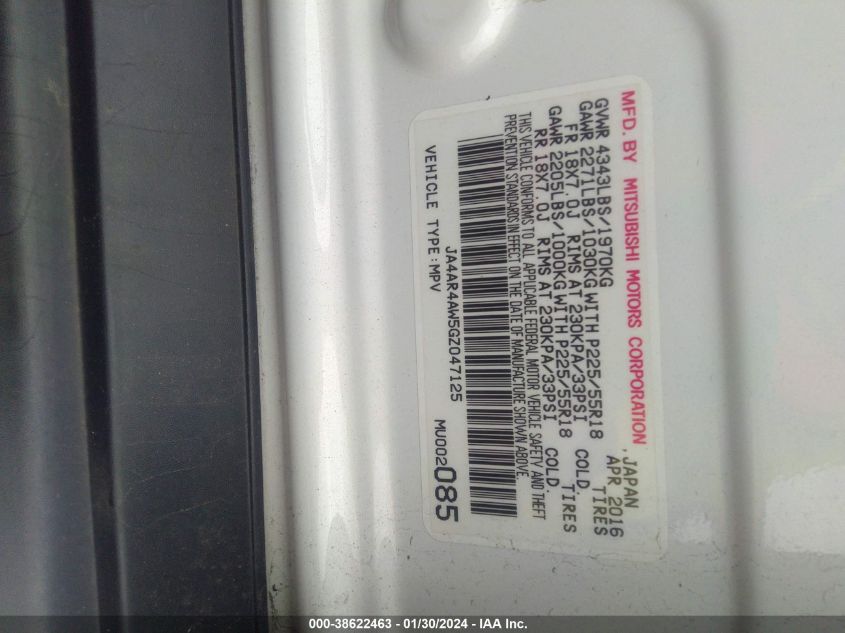 MFD. BY MITSUBISHI MOTORS CORPORATION, JAPAN
GVWR 4343LBS/1970KG APR 2016
GAWR 2271LBS/1030KG WITH P225/55R18 TIRES
FR 18X7.0J RIMS AT 230KPA/33PSI COLD.
GAWR 2205LBS/1000KG WITH P225/55R18 TIRES
RR 18X7.0J RIMS AT 230KPA/33PSI COLD.
THIS VEHICLE CONFORMS TO ALL APPLICABLE FEDERAL MOTOR VEHICLE SAFETY AND THEFT
PREVENTION STANDARDS IN EFFECT ON THE DATE OF MANUFACTURE SHOWN ABOVE.
JA4AR4AW5GZ047125
VEHICLE TYPE:MPV MU002085
000-38622463 - 01/30/2024 - IAA Inc.